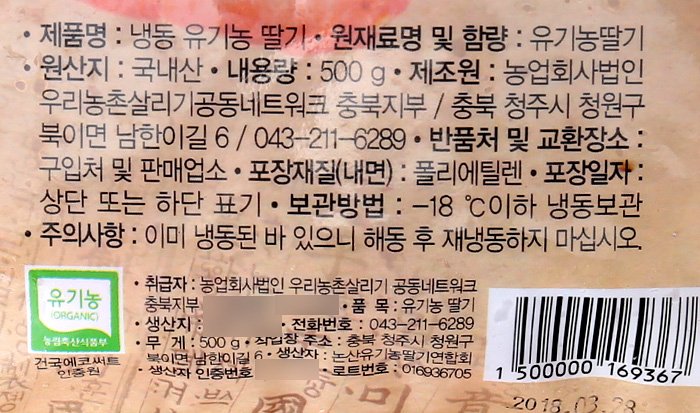 • 제품명 : 냉동 유기농 딸기 • 원재료명 및 함량 : 유기농딸기
• 원산지 : 국내산 • 내용량 : 500 g • 제조원 : 농업회사법인
우리농촌살리기공동네트워크 충북지부 / 충북 청주시 청원구
북이면 남한이길 6 / 043-211-6289 • 반품처 및 교환장소 :
구입처 및 판매업소 • 포장재질(내면) : 폴리에틸렌 • 포장일자 :
상단 또는 하단 표기 • 보관방법 : -18 ℃이하 냉동보관
• 주의사항 : 이미 냉동된 바 있으니 해동 후 재냉동하지 마십시오.
유기농
(ORGANIC)
농림축산식품부
건국에코써트
인증원
• 취급자 : 농업회사법인 우리농촌살리기 공동네트워크
충북지부 • 품 목 : 유기농 딸기
• 생산지 : • 전화번호 : 043-211-6289
• 무 게 : 500 g • 작업장 주소 : 충북 청주시 청원구
북이면 남한이길 6 • 생산자 : 논산유기농딸기연합회
• 생산자 인증번호 • 로트번호 : 016936705
1 500000 169367
2018.03.29